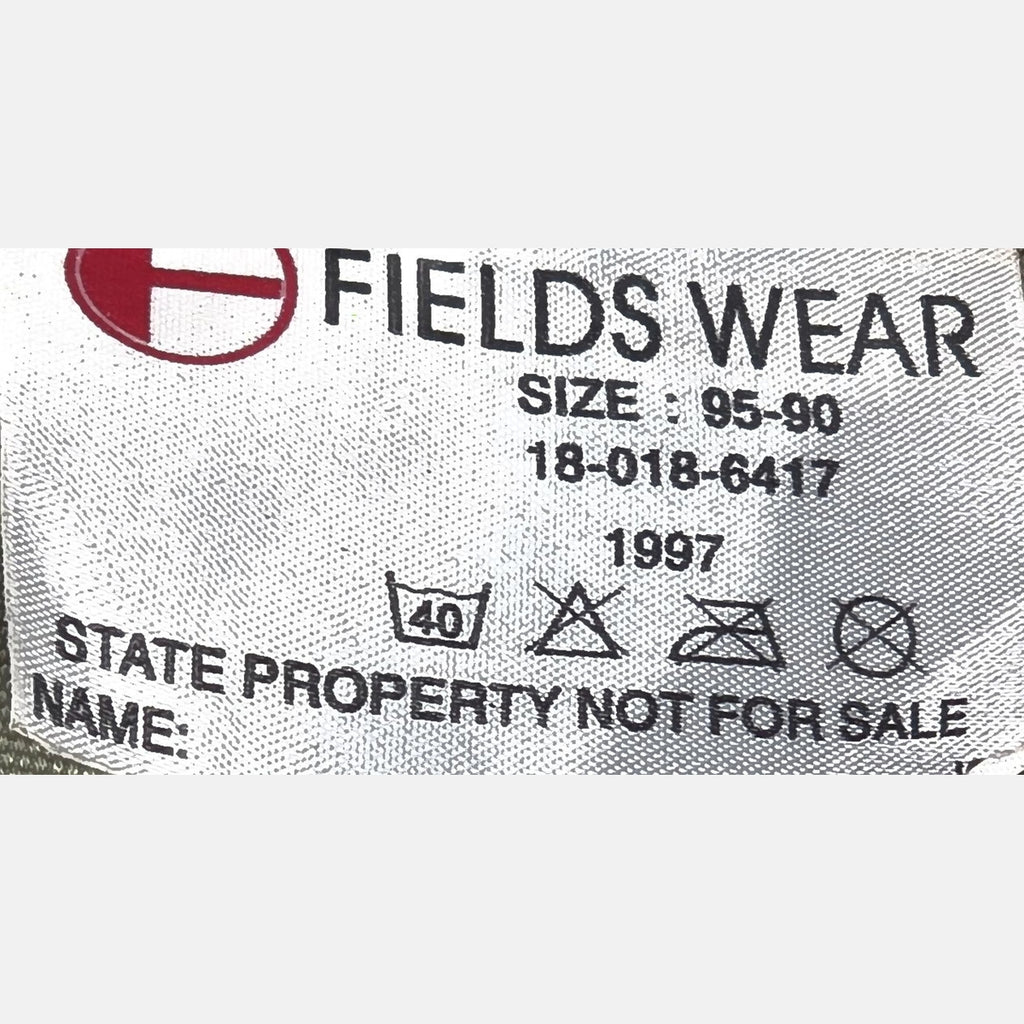 FIELDS WEAR
SIZE : 95-90
18-018-6417
1997
40
STATE PROPERTY NOT FOR SALE
NAME: